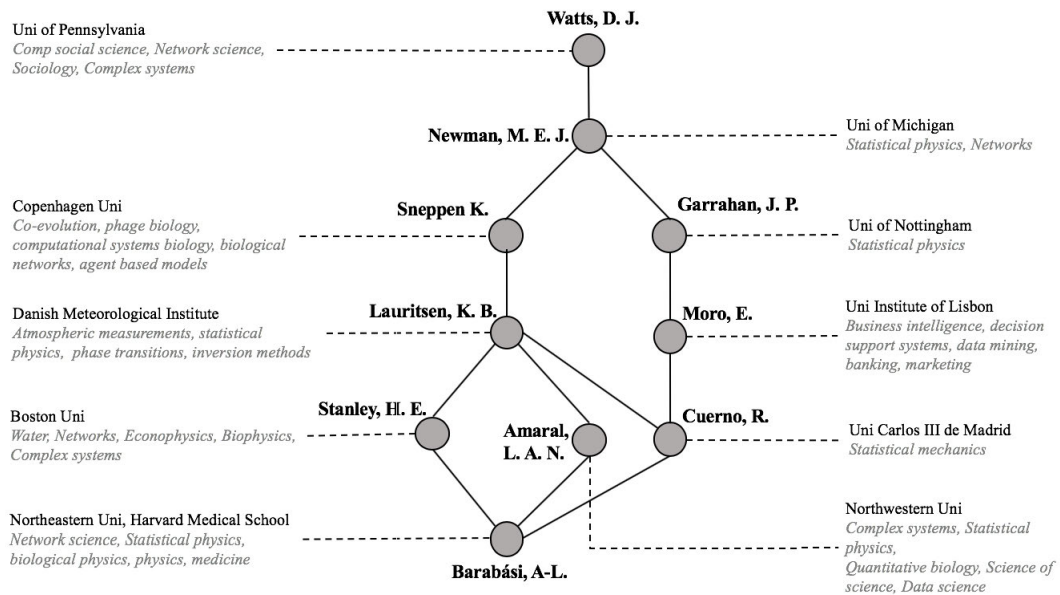 Watts, D. J.
Uni of Pennsylvania
Comp social science, Network science,
Sociology, Complex systems
Newman, M. E. J.
Uni of Michigan
Statistical physics, Networks
Copenhagen Uni
Co-evolution, phage biology,
computational systems biology, biological
networks, agent based models
Sneppen K.
Garrahan, J. P.
Uni of Nottingham
Statistical physics
Danish Meteorological Institute
Atmospheric measurements, statistical
physics, phase transitions, inversion methods
Lauritsen, K. B.
Moro, E.
Uni Institute of Lisbon
Business intelligence, decision
support systems, data mining,
banking, marketing
Boston Uni
Water, Networks, Econophysics, Biophysics,
Complex systems
Stanley, H. E.
Amaral,
L. A. N.
Cuerno, R.
Uni Carlos III de Madrid
Statistical mechanics
Northeastern Uni, Harvard Medical School
Network science, Statistical physics,
biological physics, physics, medicine
Barabási, A-L.
Northwestern Uni
Complex systems, Statistical
physics,
Quantitative biology, Science of
science, Data science